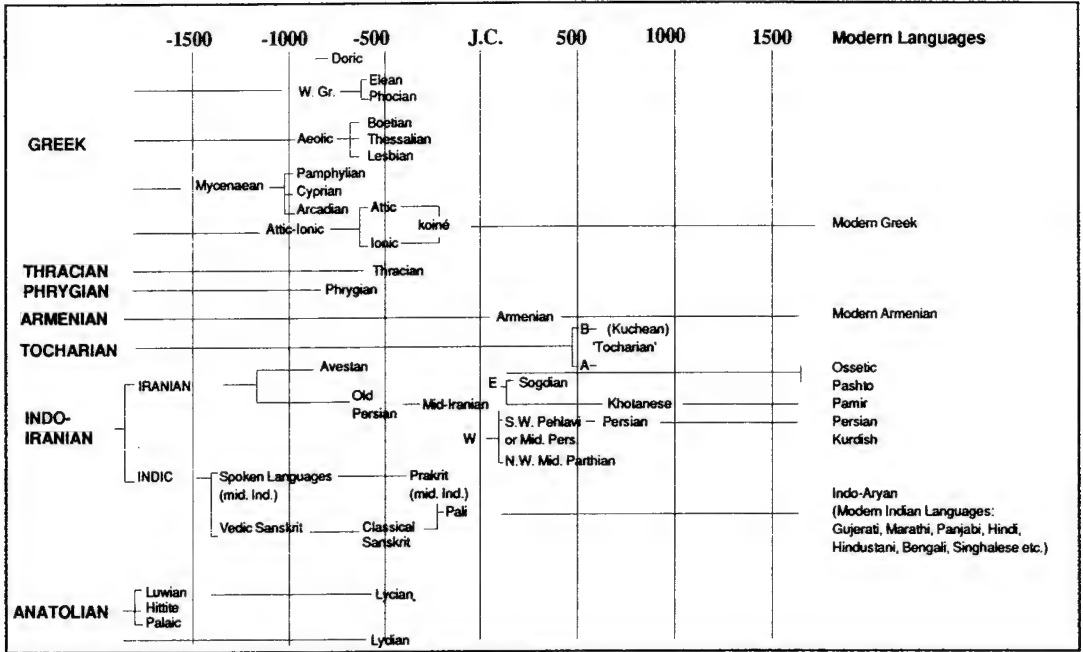 -1500 -1000 -500 J.C. 500 1000 1500 Modern Languages
Doric
W. Gr. Elean
Phocian
GREEK
Aeolic
Boetian
Thessalian
Lesbian
Mycenaean
Pamphylian
Cyprian
Arcadian
Attic-Ionic
Attic
Ionic
koiné
Modern Greek
THRACIAN Thracian
PHRYGIAN Phrygian
ARMENIAN Armenian Modern Armenian
TOCHARIAN
B- (Kuchean)
'Tocharian'
A-
INDO-
IRANIAN
IRANIAN
Avestan
Old
Persian
Mid-Iranian
E Sogdian
Khotanese
W
S.W. Pehlavi Persian
or Mid. Pers.
N.W. Mid. Parthian
Ossetic
Pashto
Pamir
Persian
Kurdish
INDIC
Spoken Languages
(mid. Ind.)
Prakrit
(mid. Ind.)
Pali
Vedic Sanskrit
Classical
Sanskrit
Indo-Aryan
(Modern Indian Languages:
Gujerati, Marathi, Panjabi, Hindi,
Hindustani, Bengali, Singhalese etc.)
ANATOLIAN
Luwian
Hittite
Palaic
Lycian
Lydian